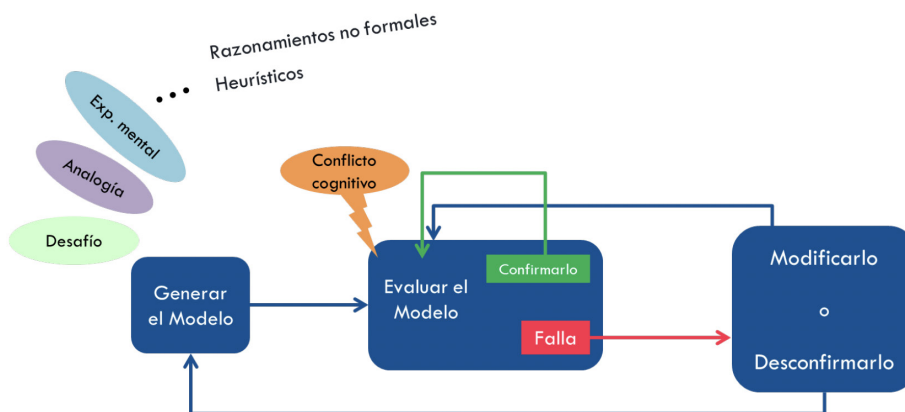 Razonamientos no formales
Heurísticos
Exp. mental
Analogía
Desafío
Conflicto
cognitivo
Generar
el Modelo
Evaluar el
Modelo
Confirmarlo
Falla
Modificarlo
o
Desconfirmarlo